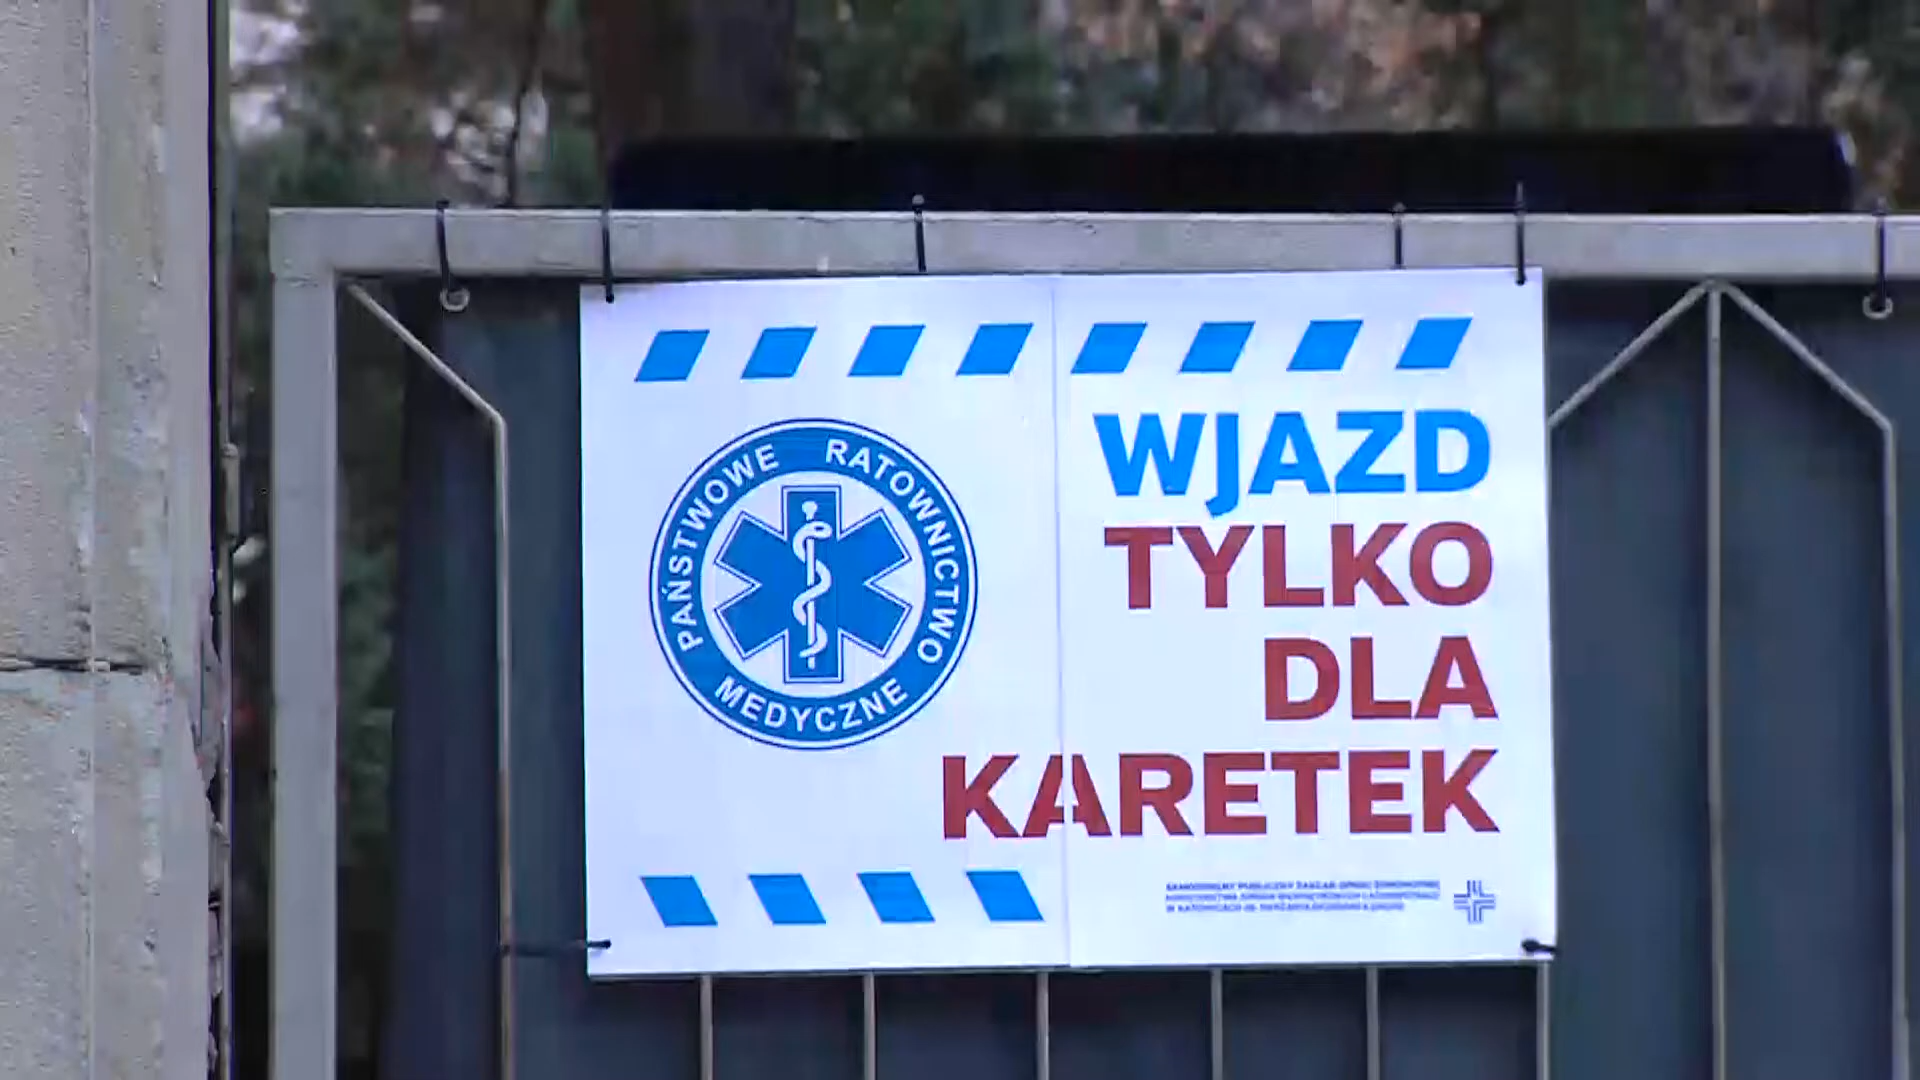 PAŃSTWOWE RATOWNICTWO
MEDYCZNE
WJAZD
TYLKO
DLA
KARETEK